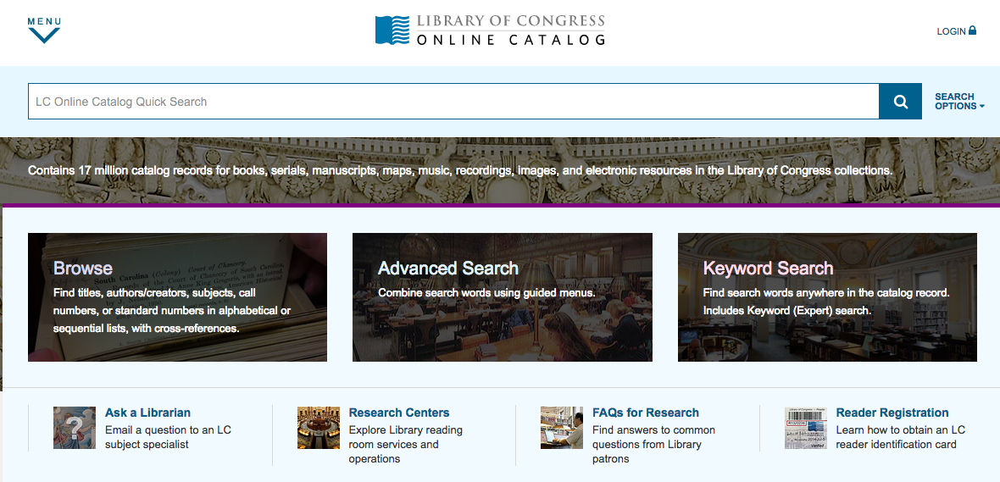 MENU
LIBRARY OF CONGRESS
ONLINE CATALOG
LOGIN
LC Online Catalog Quick Search
SEARCH
OPTIONS
Contains 17 million catalog records for books, serials, manuscripts, maps, music, recordings, images, and electronic resources in the Library of Congress collections.
Browse
Find titles, authors/creators, subjects, call
numbers, or standard numbers in alphabetical or
sequential lists, with cross-references.
Advanced Search
Combine search words using guided menus.
Keyword Search
Find search words anywhere in the catalog record.
Includes Keyword (Expert) search.
Ask a Librarian
Email a question to an LC
subject specialist
Research Centers
Explore Library reading
room services and
operations
FAQs for Research
Find answers to common
questions from Library
patrons
Reader Registration
Learn how to obtain an LC
reader identification card